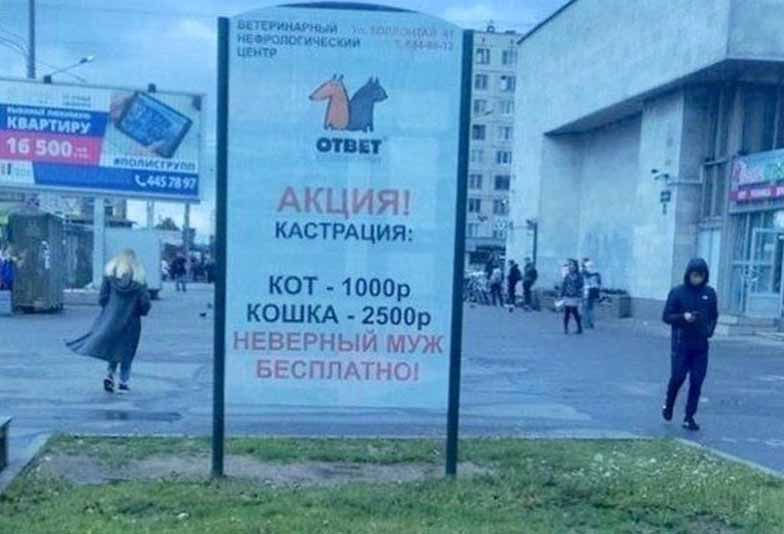 ВЕТЕРИНАРНЫЙ
НЕФРОЛОГИЧЕСКИЙ
ЦЕНТР
ОТВЕТ
АКЦИЯ!
КАСТРАЦИЯ:
КОТ - 1000р
КОШКА - 2500р
НЕВЕРНЫЙ МУЖ
БЕСПЛАТНО!
КВАРТИРУ
16 500
#ПОЛИСГРУПП
445 78 97